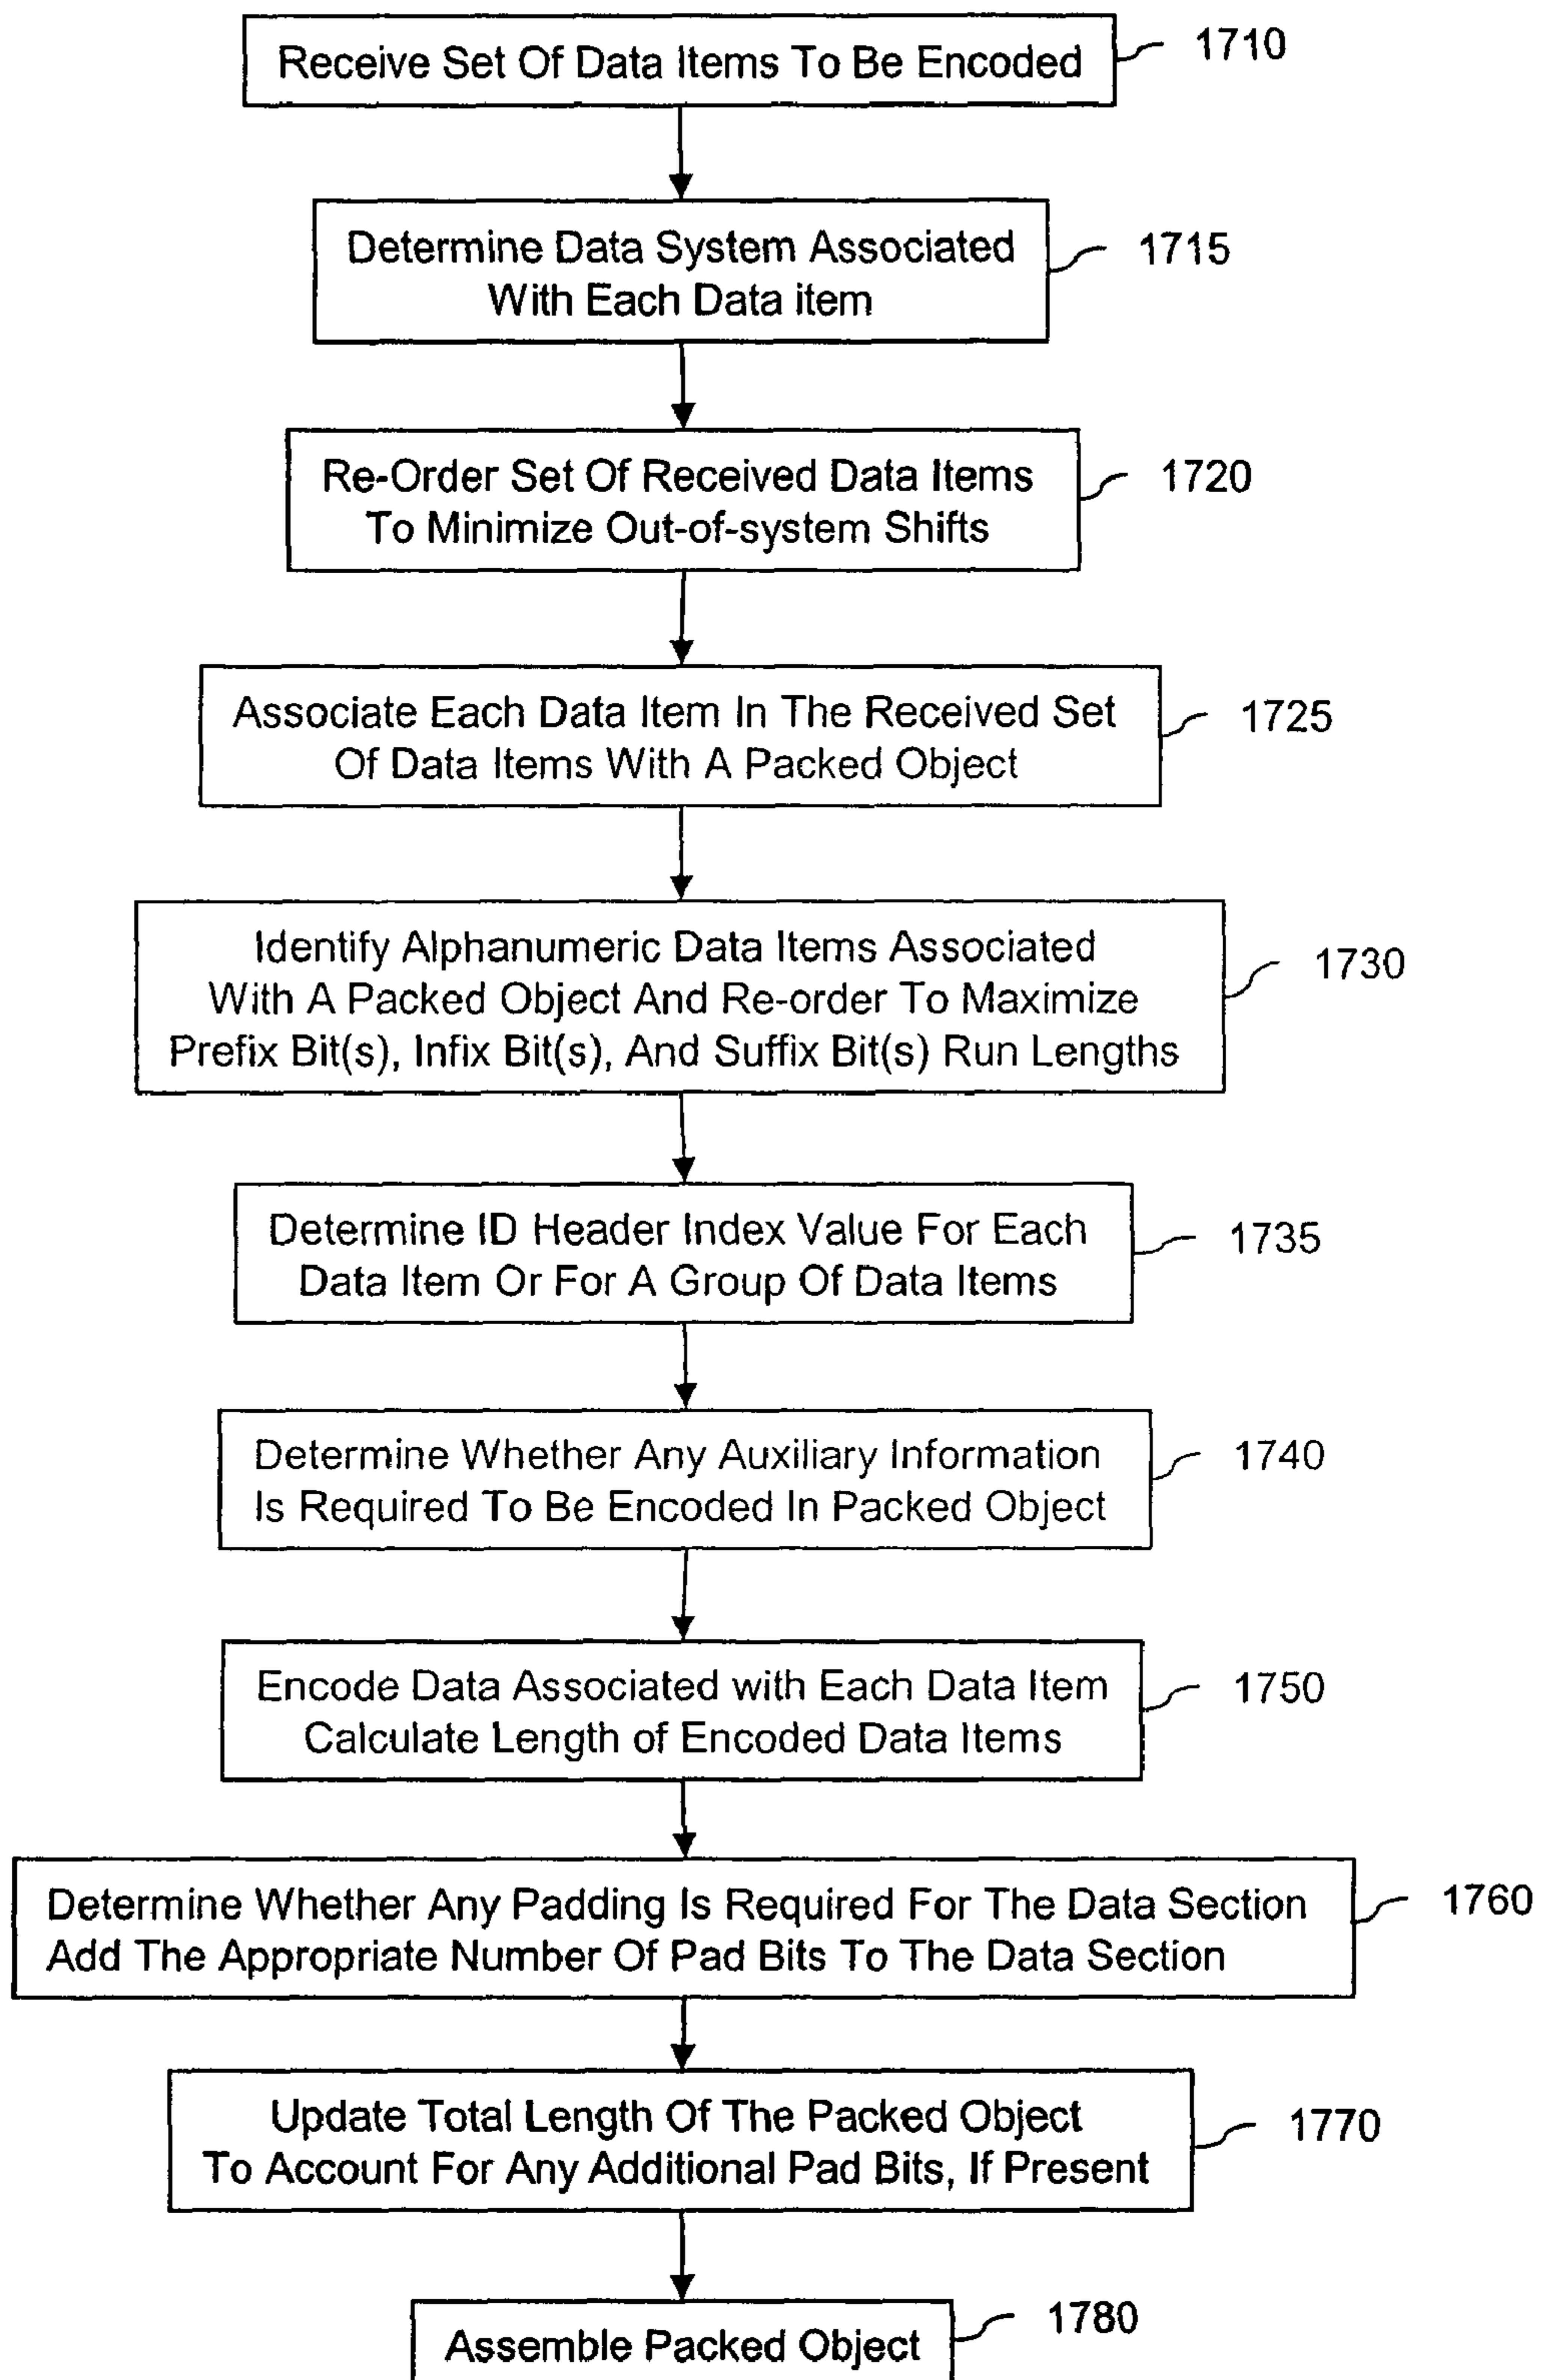 Receive Set Of Data Items To Be Encoded
1710
Determine Data System Associated
With Each Data item
1715
Re-Order Set Of Received Data Items
To Minimize Out-of-system Shifts
1720
Associate Each Data Item In The Received Set
Of Data Items With A Packed Object
1725
Identify Alphanumeric Data Items Associated
With A Packed Object And Re-order To Maximize
Prefix Bit(s), Infix Bit(s), And Suffix Bit(s) Run Lengths
1730
Determine ID Header Index Value For Each
Data Item Or For A Group Of Data Items
1735
Determine Whether Any Auxiliary Information
Is Required To Be Encoded In Packed Object
1740
Encode Data Associated with Each Data Item
Calculate Length of Encoded Data Items
1750
Determine Whether Any Padding Is Required For The Data Section
Add The Appropriate Number Of Pad Bits To The Data Section
1760
Update Total Length Of The Packed Object
To Account For Any Additional Pad Bits, If Present
1770
Assemble Packed Object
1780